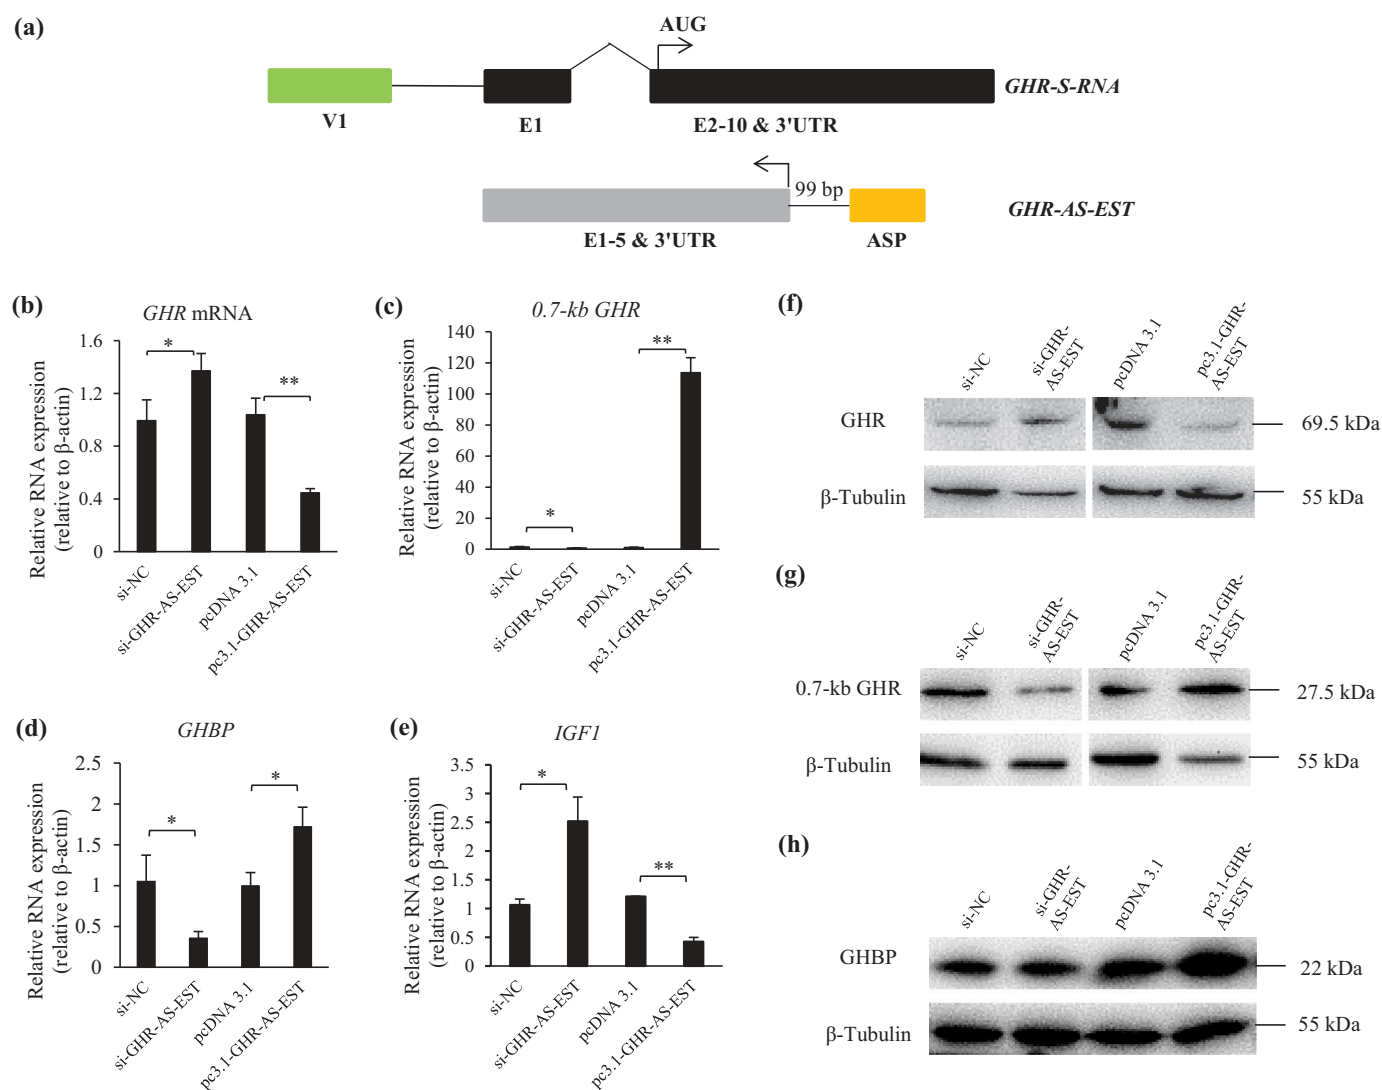 (a)
AUG
GHR-S-RNA
V1
E1
E2-10 & 3'UTR
99 bp
GHR-AS-EST
E1-5 & 3'UTR
ASP
(b)
GHR mRNA
Relative RNA expression
(relative to β-actin)
1.6
1.2
0.8
0.4
0
*
**
si-NC
si-GHR-AS-EST
pcDNA 3.1
pc3.1-GHR-AS-EST
(c)
0.7-kb GHR
Relative RNA expression
(relative to β-actin)
140
120
100
80
60
40
20
0
*
**
si-NC
si-GHR-AS-EST
pcDNA 3.1
pc3.1-GHR-AS-EST
(d)
GHBP
Relative RNA expression
(relative to β-actin)
2.5
2
1.5
1
0.5
0
*
*
si-NC
si-GHR-AS-EST
pcDNA 3.1
pc3.1-GHR-AS-EST
(e)
IGF1
Relative RNA expression
(relative to β-actin)
3.5
3
2.5
2
1.5
1
0.5
0
*
**
si-NC
si-GHR-AS-EST
pcDNA 3.1
pc3.1-GHR-AS-EST
(f)
si-NC
si-GHR-
AS-EST
pcDNA 3.1
pc3.1-GHR-
AS-EST
GHR
69.5 kDa
β-Tubulin
55 kDa
(g)
si-NC
si-GHR-
AS-EST
pcDNA 3.1
pc3.1-GHR-
AS-EST
0.7-kb GHR
27.5 kDa
β-Tubulin
55 kDa
(h)
si-NC
si-GHR-
AS-EST
pcDNA 3.1
pc3.1-GHR-
AS-EST
GHBP
22 kDa
β-Tubulin
55 kDa